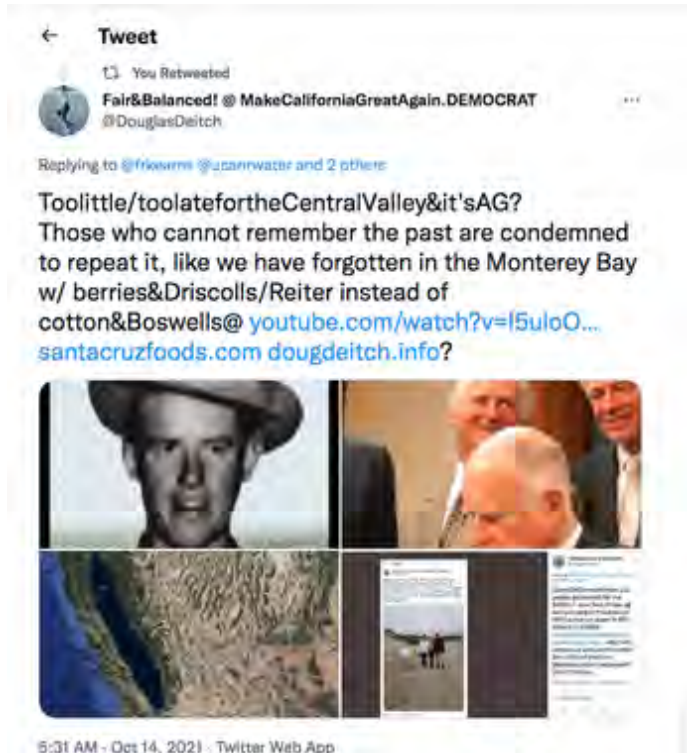 ← Tweet
You Retweeted
Fair&Balanced! @ MakeCaliforniaGreatAgain.DEMOCRAT
@DouglasDeitch
Replying to and 2 others
Toolittle/toolatefortheCentralValley&it'sAG?
Those who cannot remember the past are condemned
to repeat it, like we have forgotten in the Monterey Bay
w/ berries&Driscolls/Reiter instead of
cotton&Boswells@ youtube.com/watch?v=I5uloO...
santacruzfoods.com dougdeitch.info?
5:31 AM · Oct 14, 2021 · Twitter Web App